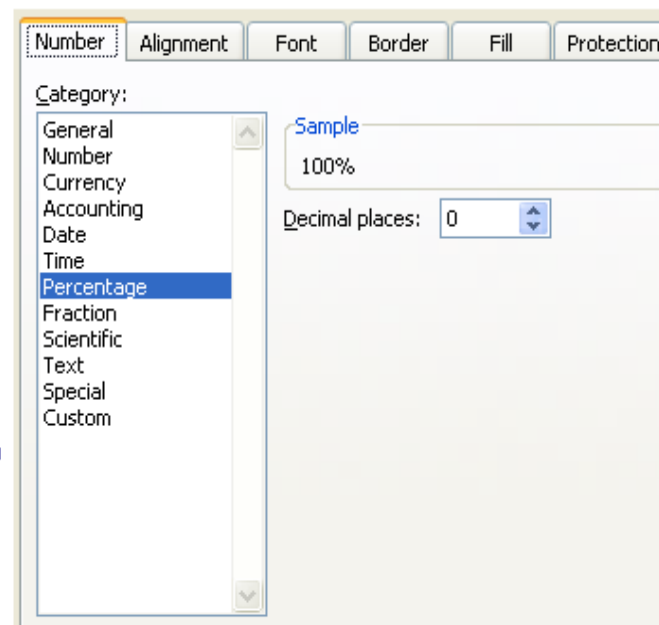 Number Alignment Font Border Fill Protection
Category:
General
Number
Currency
Accounting
Date
Time
Percentage
Fraction
Scientific
Text
Special
Custom
Sample
100%
Decimal places: 0